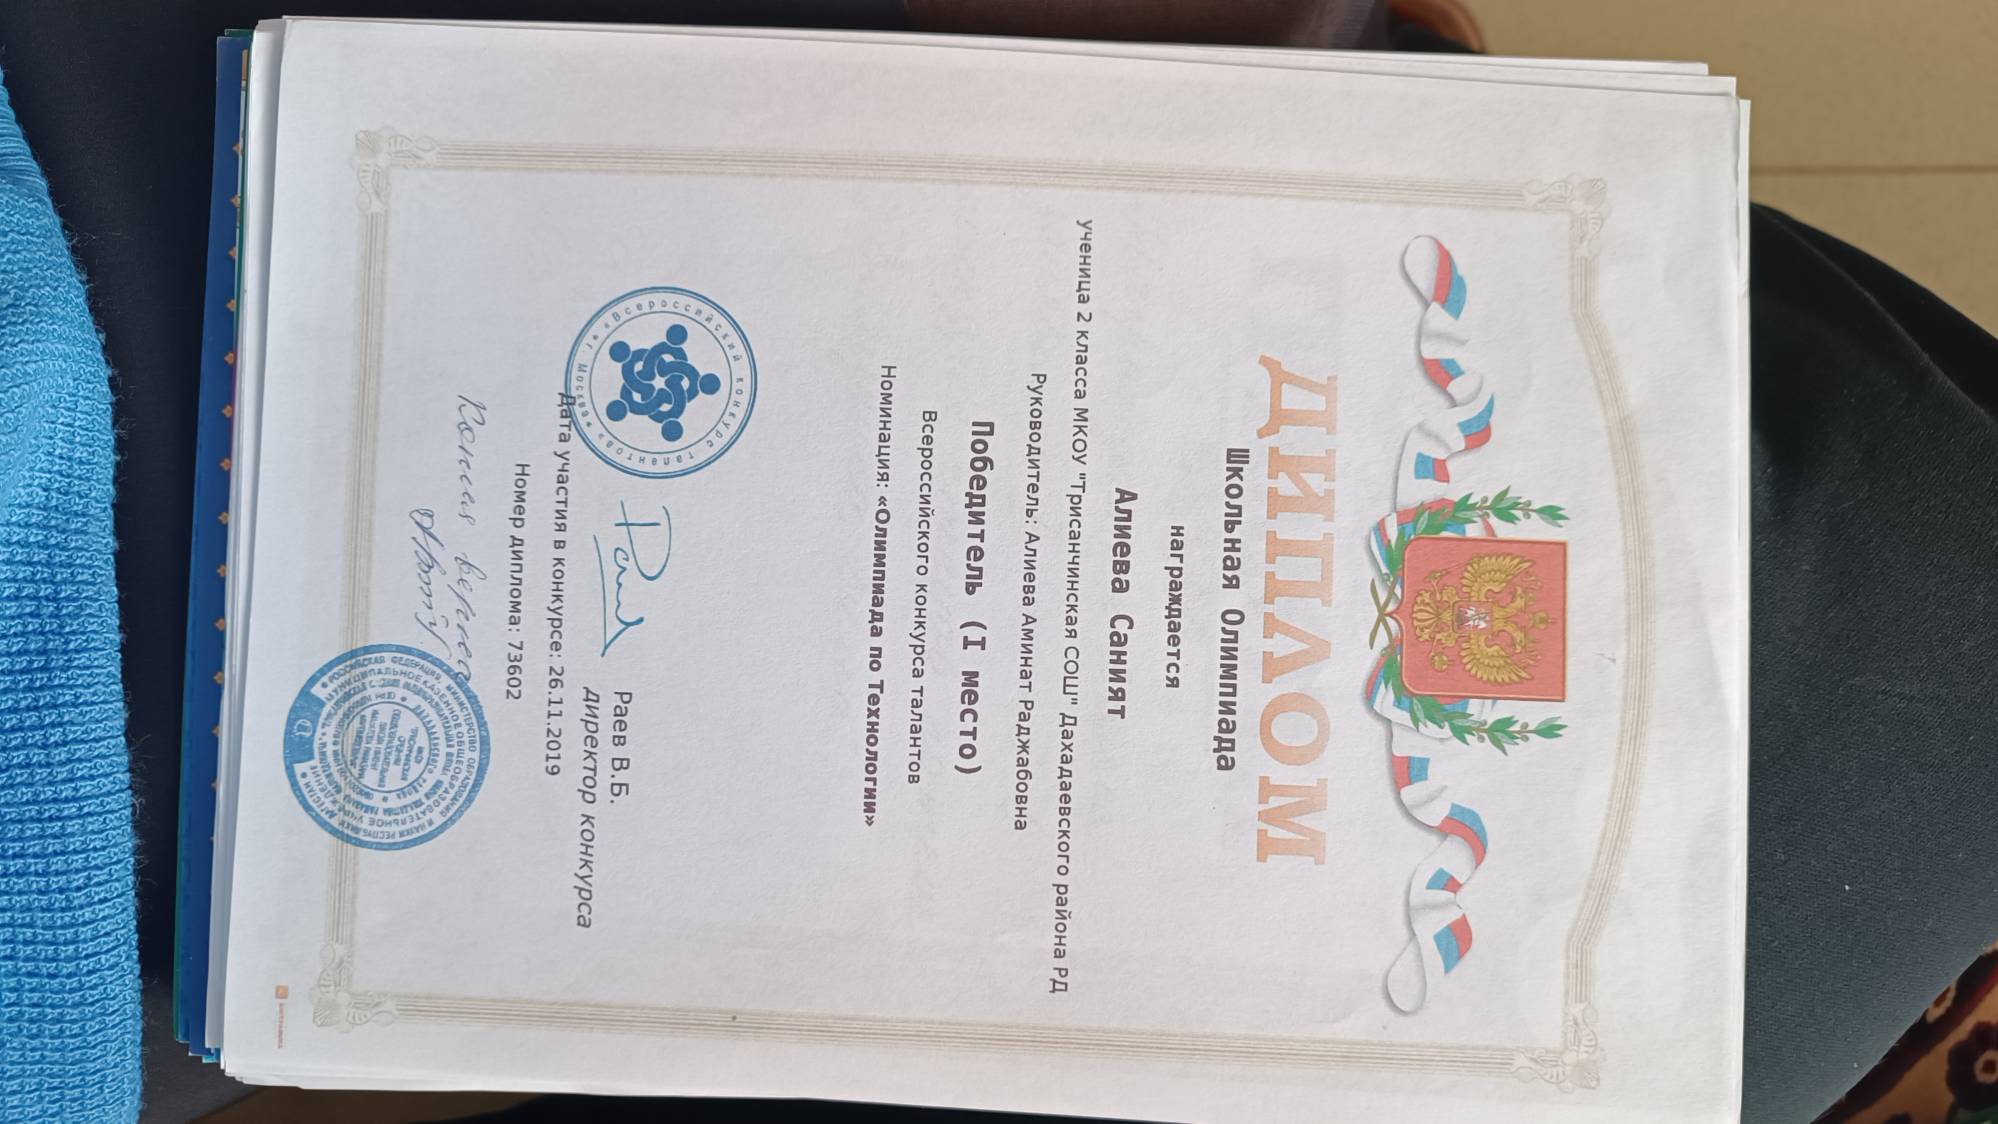 ДИПЛОМ
Школьная Олимпиада
награждается
Алиева Саният
ученица 2 класса МКОУ "Трисанчинская СОШ" Дахадаевского района РД
Руководитель: Алиева Аминат Раджабовна
Победитель (I место)
Всероссийского конкурса талантов
Номинация: «Олимпиада по Технологии»
«Всероссийский конкурс талантов» г. Москва
Раев В.Б.
директор конкурса
Дата участия в конкурсе: 26.11.2019
Номер диплома: 73602
Копия верна